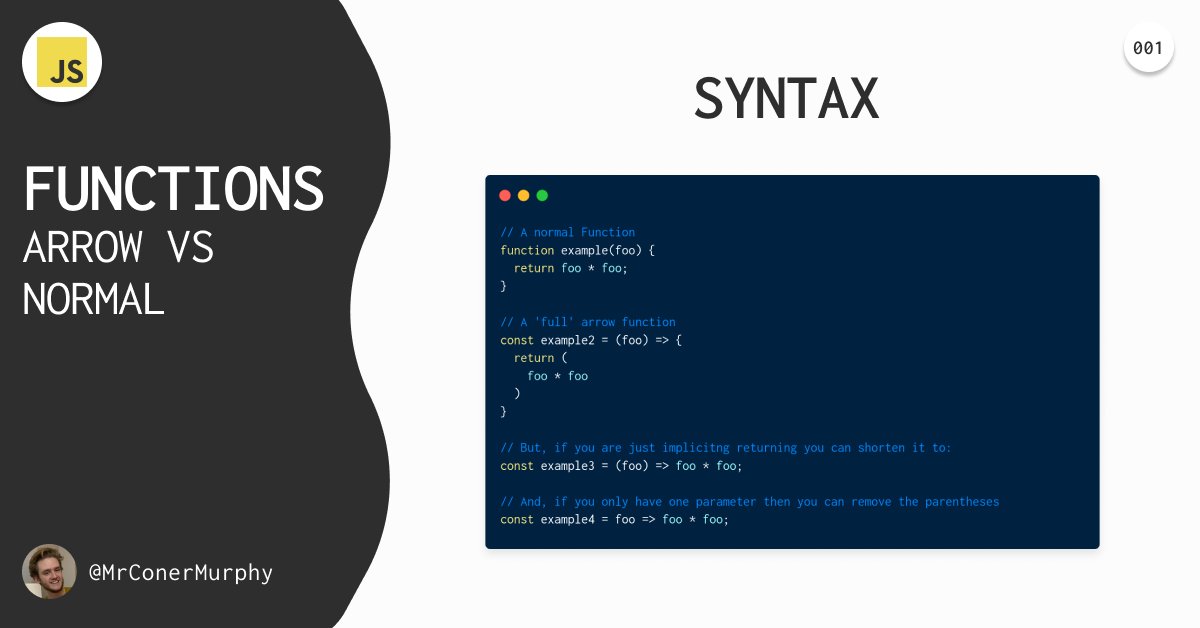 JS
FUNCTIONS
ARROW VS
NORMAL
@MrConerMurphy
001
SYNTAX
// A normal Function
function example(foo) {
  return foo * foo;
}

// A 'full' arrow function
const example2 = (foo) => {
  return (
    foo * foo
  )
}

// But, if you are just implicitng returning you can shorten it to:
const example3 = (foo) => foo * foo;

// And, if you only have one parameter then you can remove the parentheses
const example4 = foo => foo * foo;